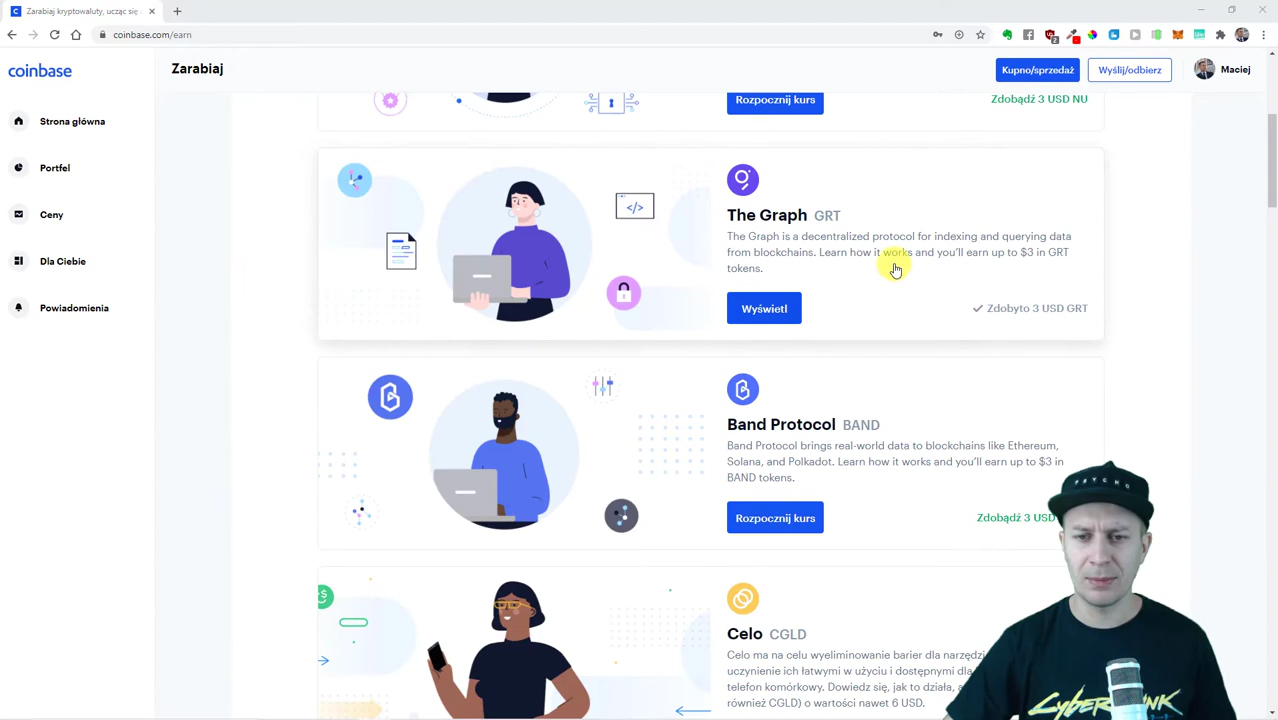 Zarabiaj kryptowaluty, ucząc się
coinbase.com/earn
coinbase
Zarabiaj
Kupno/sprzedaż
Wyślij/odbierz
Maciej
Strona główna
Portfel
Ceny
Dla Ciebie
Powiadomienia
Rozpocznij kurs
Zdobądź 3 USD NU
</>
The Graph GRT
The Graph is a decentralized protocol for indexing and querying data
from blockchains. Learn how it works and you'll earn up to $3 in GRT
tokens.
Wyświetl
Zdobyto 3 USD GRT
Band Protocol BAND
Band Protocol brings real-world data to blockchains like Ethereum,
Solana, and Polkadot. Learn how it works and you'll earn up to $3 in
BAND tokens.
Rozpocznij kurs
Zdobądź 3 USD
PSYCHO
$
Celo CGLD
Celo ma na celu wyeliminowanie barier dla narzędzi
uczynienie ich łatwymi w użyciu i dostępnymi dla
telefon komórkowy. Dowiedz się, jak to działa, a
również CGLD) o wartości nawet 6 USD.